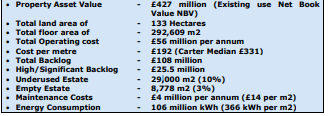 • Property Asset Value - £427 million (Existing use Net Book
Value NBV)
• Total land area of - 133 Hectares
• Total floor area of - 292,609 m2
• Total Operating cost - £56 million per annum
• Cost per metre - £192 (Carter Median £331)
• Total Backlog - £108 million
• High/Significant Backlog - £25.5 million
• Underused Estate - 29,000 m2 (10%)
• Empty Estate - 8,778 m2 (3%)
• Maintenance Costs - £4 million per annum (£14 per m2)
• Energy Consumption - 106 million kWh (366 kWh per m2)